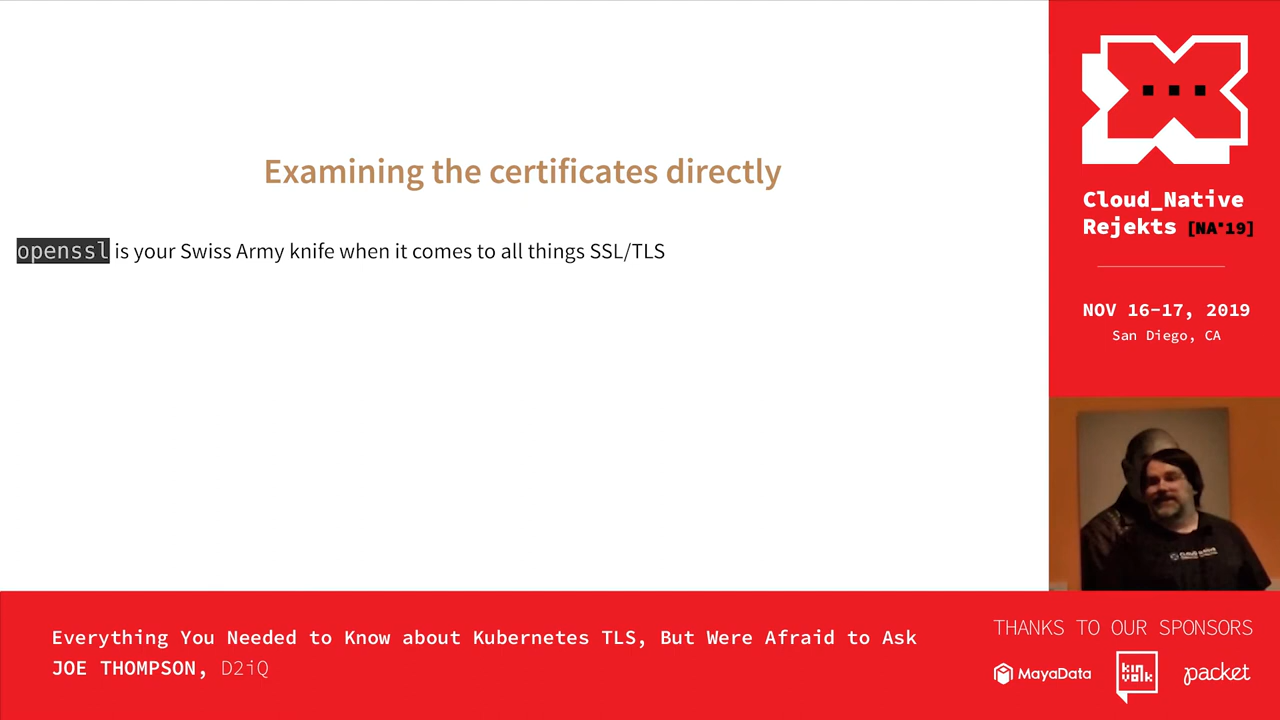 Examining the certificates directly
openssl is your Swiss Army knife when it comes to all things SSL/TLS
Cloud_Native
Rejekts [NA'19]
NOV 16-17, 2019
San Diego, CA
Everything You Needed to Know about Kubernetes TLS, But Were Afraid to Ask
JOE THOMPSON, D2iQ
THANKS TO OUR SPONSORS
MayaData
kin
volk
packet